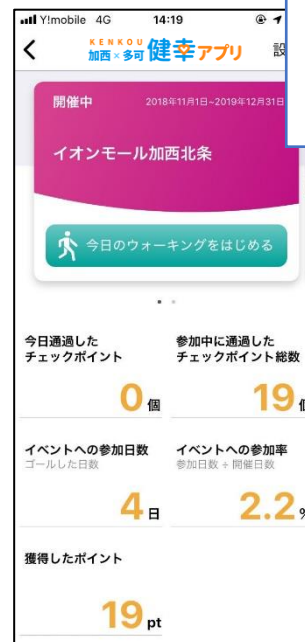 Y!mobile 4G 14:19
KENKOU
加西×多可 健幸アプリ 設
開催中 2018年11月1日~2019年12月31日
イオンモール加西北条
今日のウォーキングをはじめる
今日通過した
チェックポイント
0 個
参加中に通過した
チェックポイント総数
19 個
イベントへの参加日数
ゴールした日数
4 日
イベントへの参加率
参加日数÷開催日数
2.2 %
獲得したポイント
19 pt